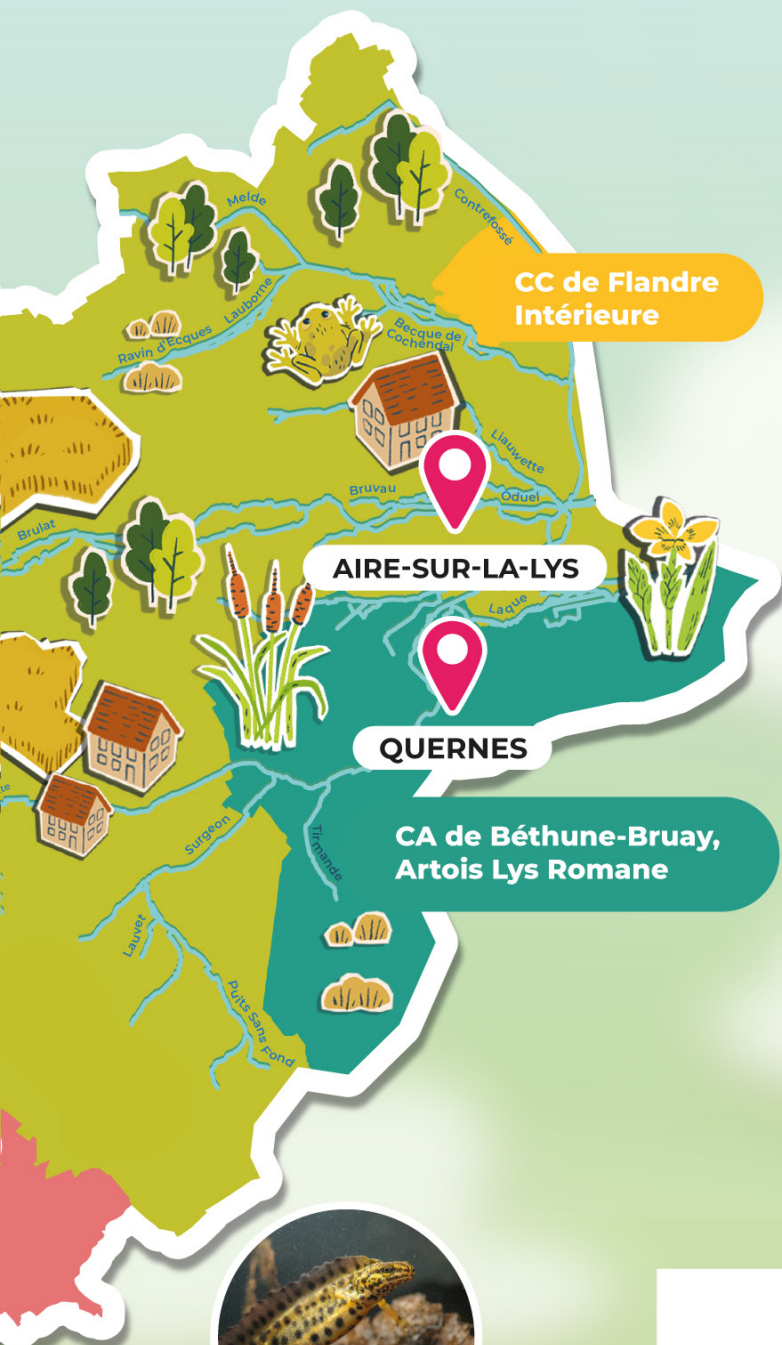 Melde
Contrefossé
CC de Flandre
Intérieure
Ravin d'Ecques
Lauborne
Becque de
Cochendal
Liauwette
Bruvau
Oduel
Brulat
AIRE-SUR-LA-LYS
Laque
QUERNES
CA de Béthune-Bruay,
Artois Lys Romane
Surgeon
Tirmande
Lauvet
Puits Sans Fond